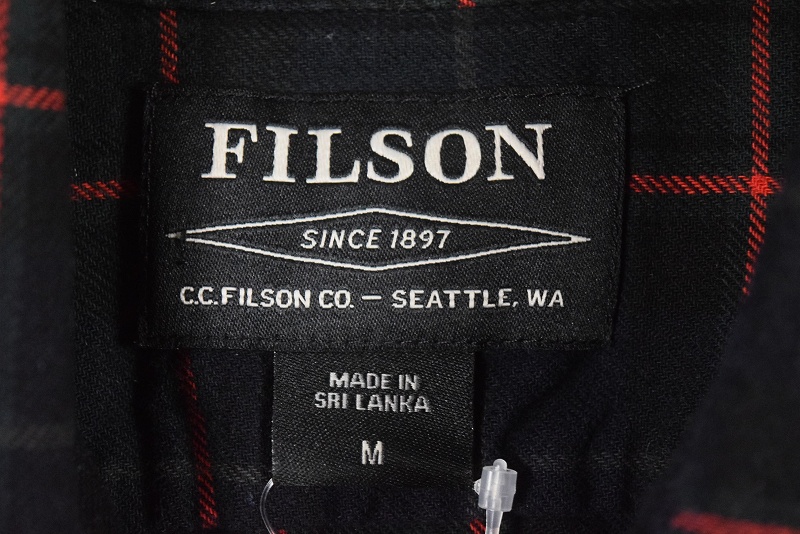 FILSON
SINCE 1897
C.C.FILSON CO. — SEATTLE, WA
MADE IN
SRI LANKA
M